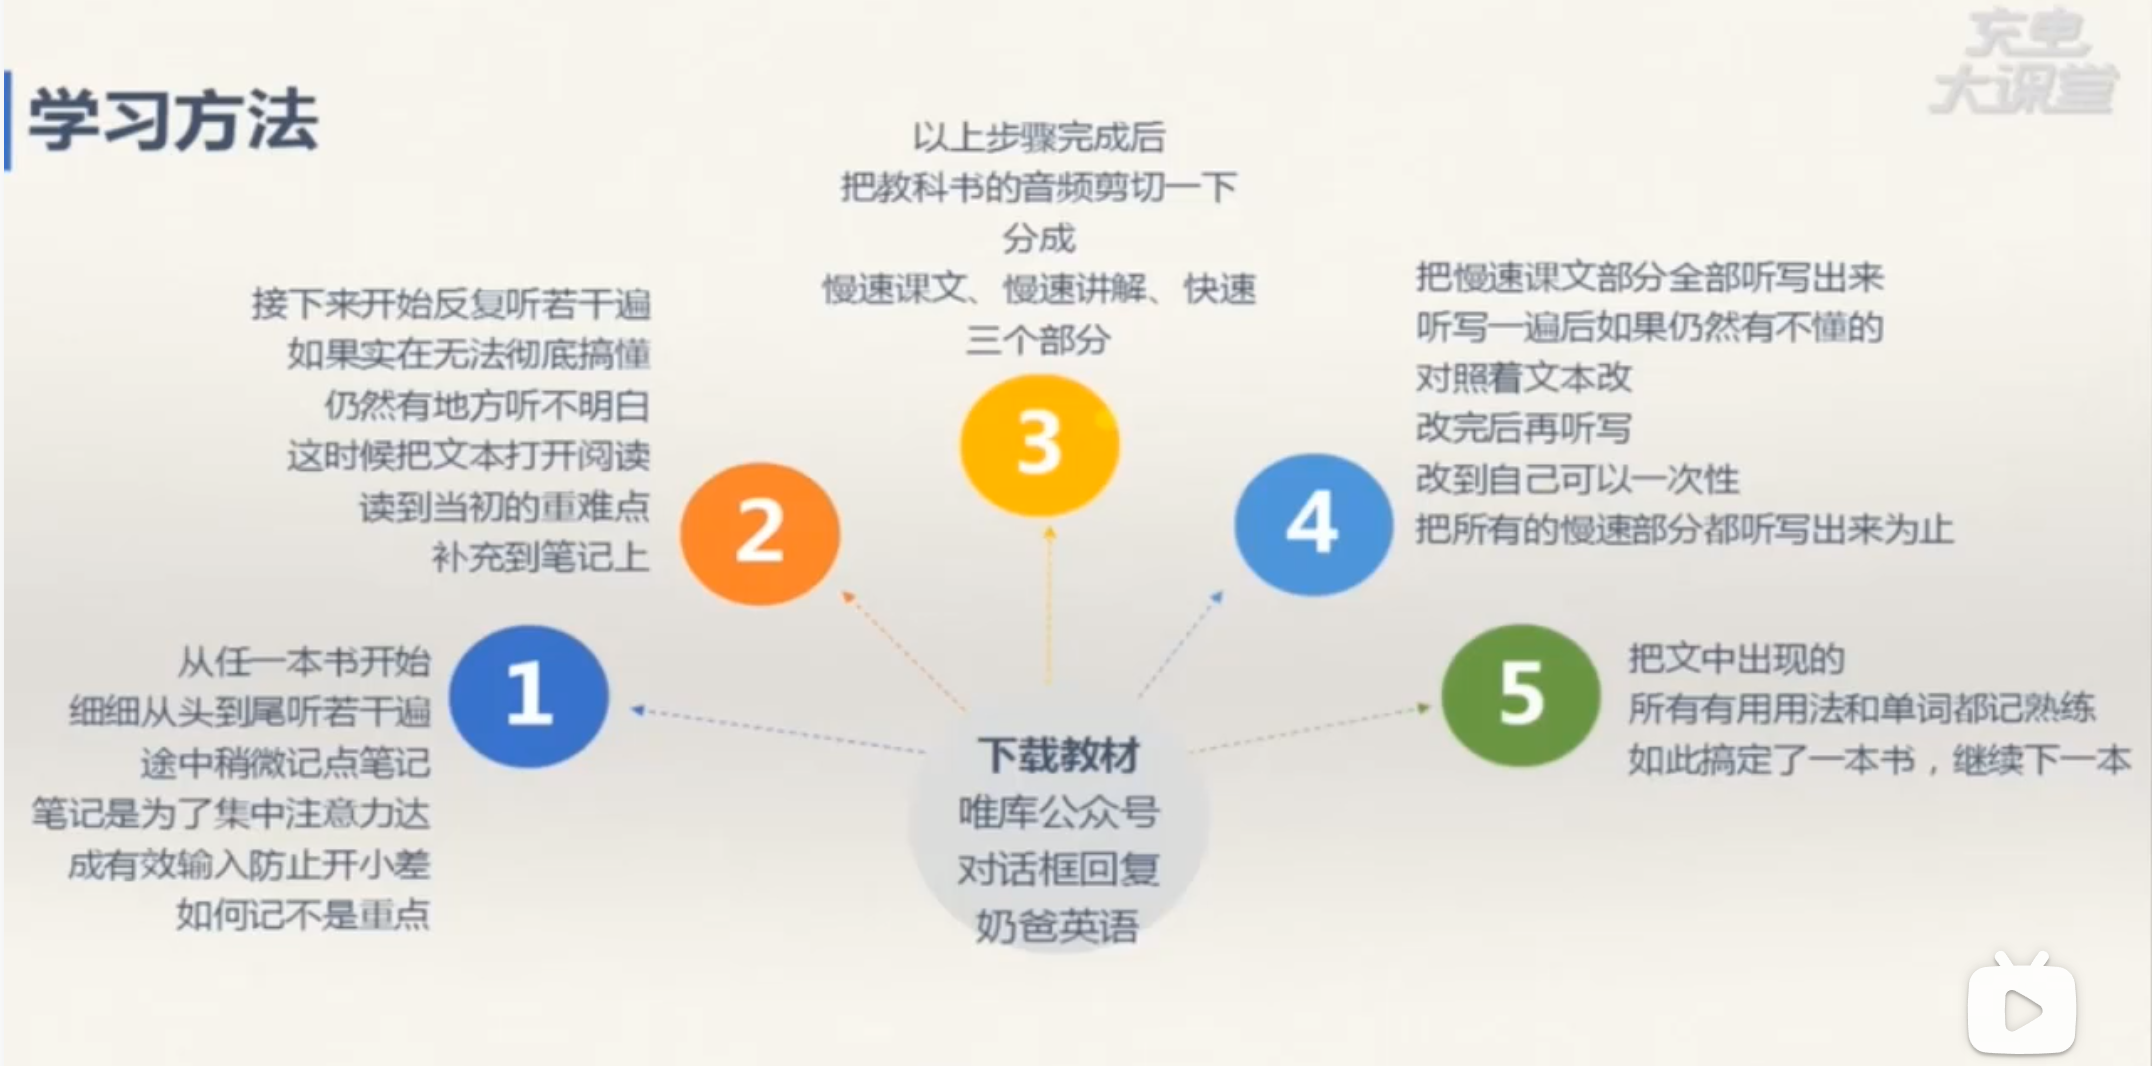 充电
大课堂
学习方法
从任一本书开始
细细从头到尾听若干遍
途中稍微记点笔记
笔记是为了集中注意力达
成有效输入防止开小差
如何记不是重点
1
接下来开始反复听若干遍
如果实在无法彻底搞懂
仍然有地方听不明白
这时候把文本打开阅读
读到当初的重难点
补充到笔记上
2
以上步骤完成后
把教科书的音频剪切一下
分成
慢速课文、慢速讲解、快速
三个部分
3
把慢速课文部分全部听写出来
听写一遍后如果仍然有不懂的
对照着文本改
改完后再听写
改到自己可以一次性
把所有的慢速部分都听写出来为止
4
把文中出现的
所有有用用法和单词都记熟练
如此搞定了一本书，继续下一本
5
下载教材
唯库公众号
对话框回复
奶爸英语